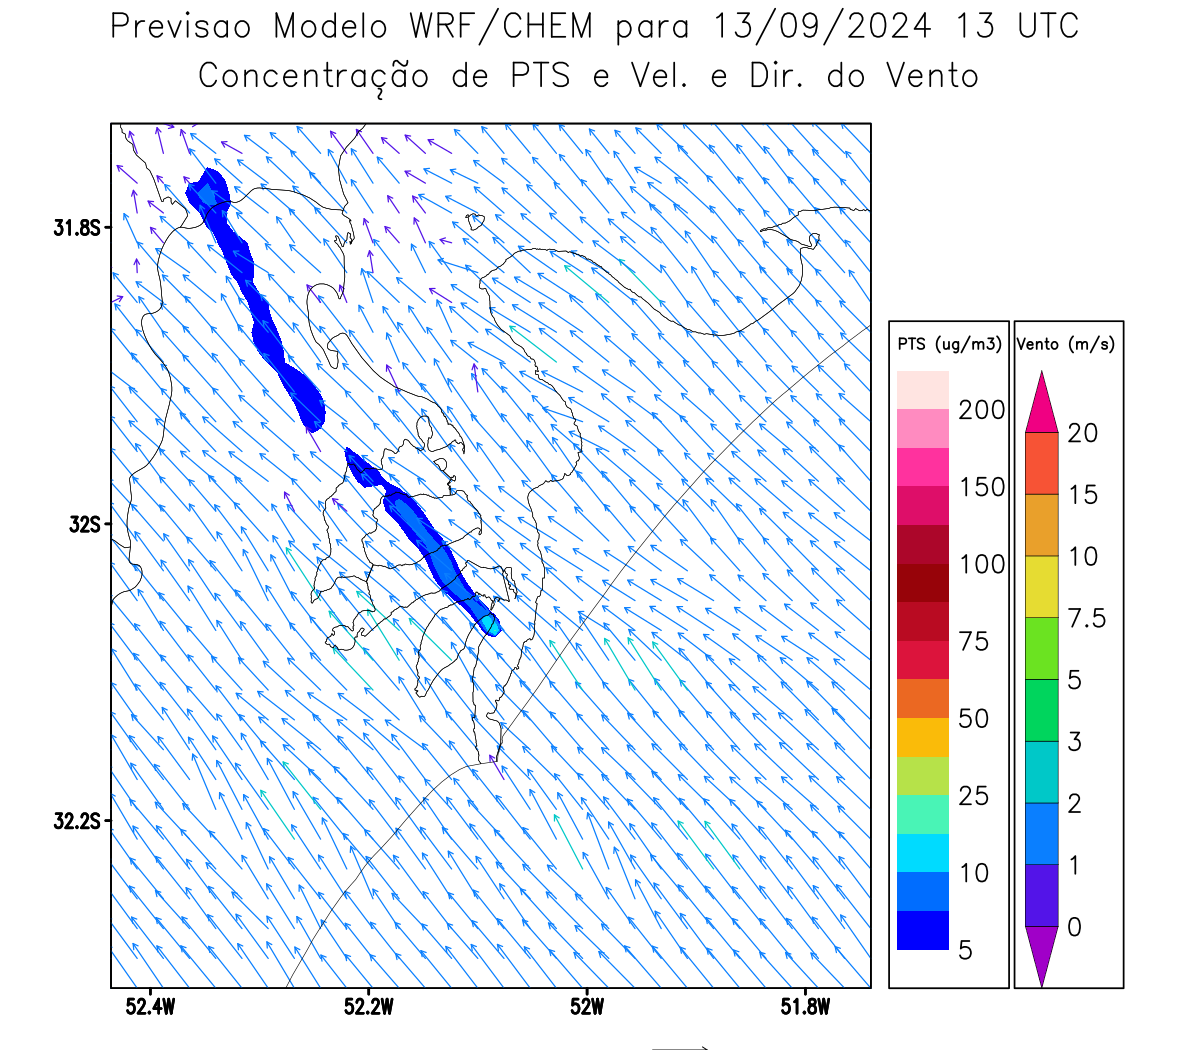 Previsao Modelo WRF/CHEM para 13/09/2024 13 UTC
Concentração de PTS e Vel. e Dir. do Vento
31.8S
32S
32.2S
52.4W
52.2W
52W
51.8W
PTS (ug/m3)
200
150
100
75
50
25
10
5
Vento (m/s)
20
15
10
7.5
5
3
2
1
0